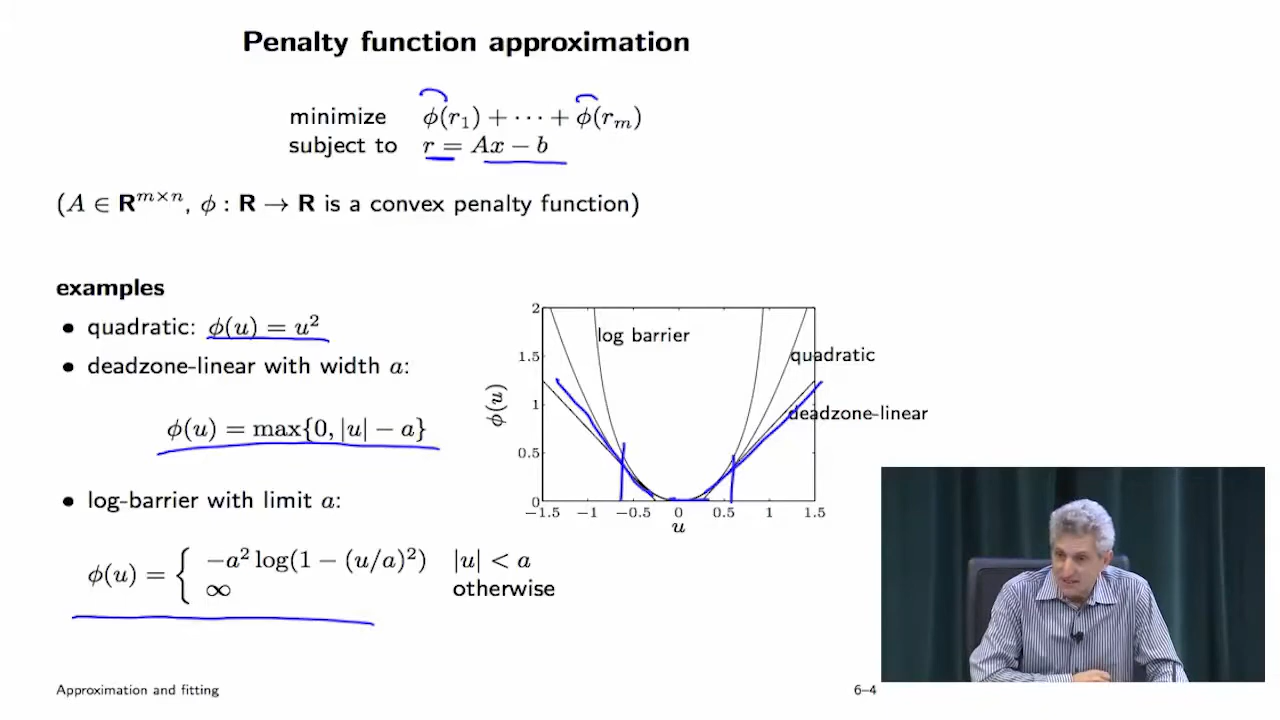 Penalty function approximation
minimize ϕ(r₁) + ··· + ϕ(rₘ)
subject to r = Ax − b
(A ∈ R^{m×n}, ϕ : R → R is a convex penalty function)
examples
• quadratic: ϕ(u) = u²
• deadzone-linear with width a:
ϕ(u) = max{0, |u| − a}
• log-barrier with limit a:
ϕ(u) = { −a² log(1 − (u/a)²) |u| < a
∞ otherwise
2
log barrier
1.5
quadratic
ϕ(u)
1
deadzone-linear
0.5
0
−1.5 −1 −0.5 0 0.5 1 1.5
u
Approximation and fitting 6–4